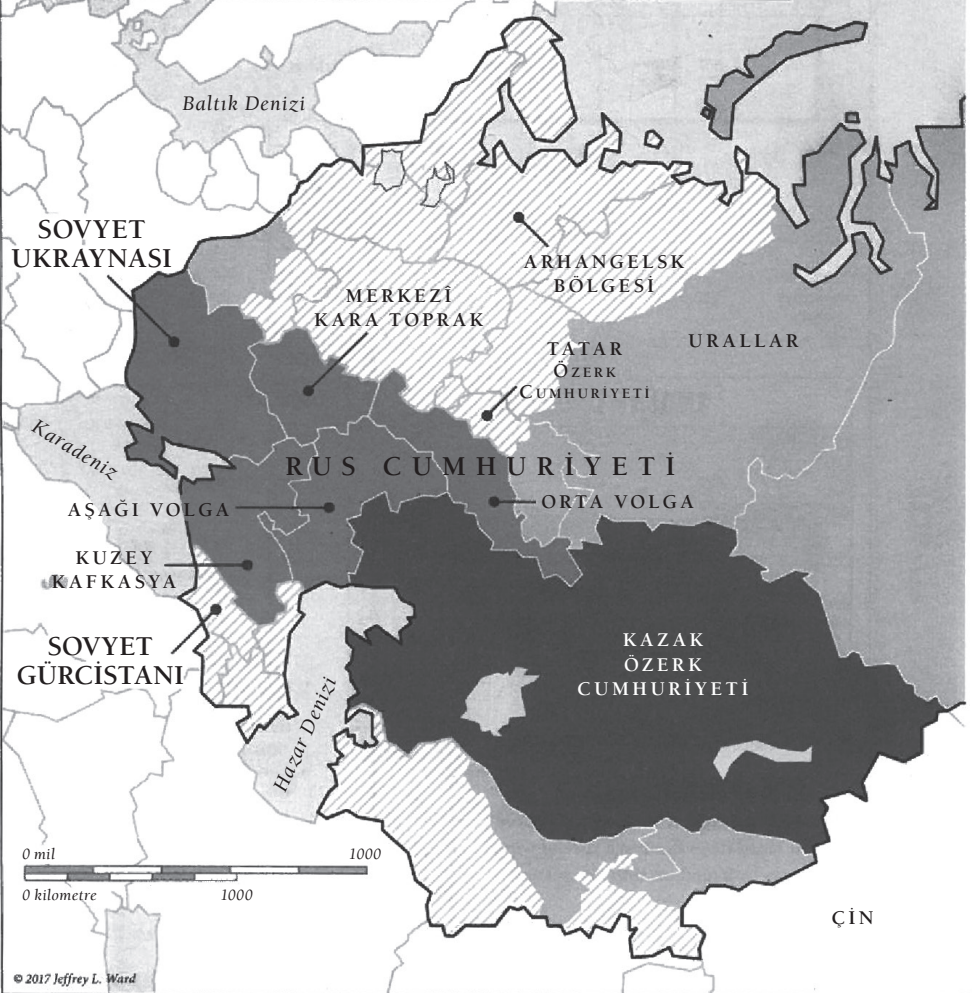 Baltık Denizi
SOVYET
UKRAYNASI
ARHANGELSK
BÖLGESİ
MERKEZÎ
KARA TOPRAK
URALLAR
TATAR
ÖZERK
CUMHURİYETİ
Karadeniz
RUS CUMHURİYETİ
AŞAĞI VOLGA
ORTA VOLGA
KUZEY
KAFKASYA
SOVYET
GÜRCİSTANI
KAZAK
ÖZERK
CUMHURİYETİ
Hazar Denizi
0 mil 1000
0 kilometre 1000
ÇİN
© 2017 Jeffrey L. Ward